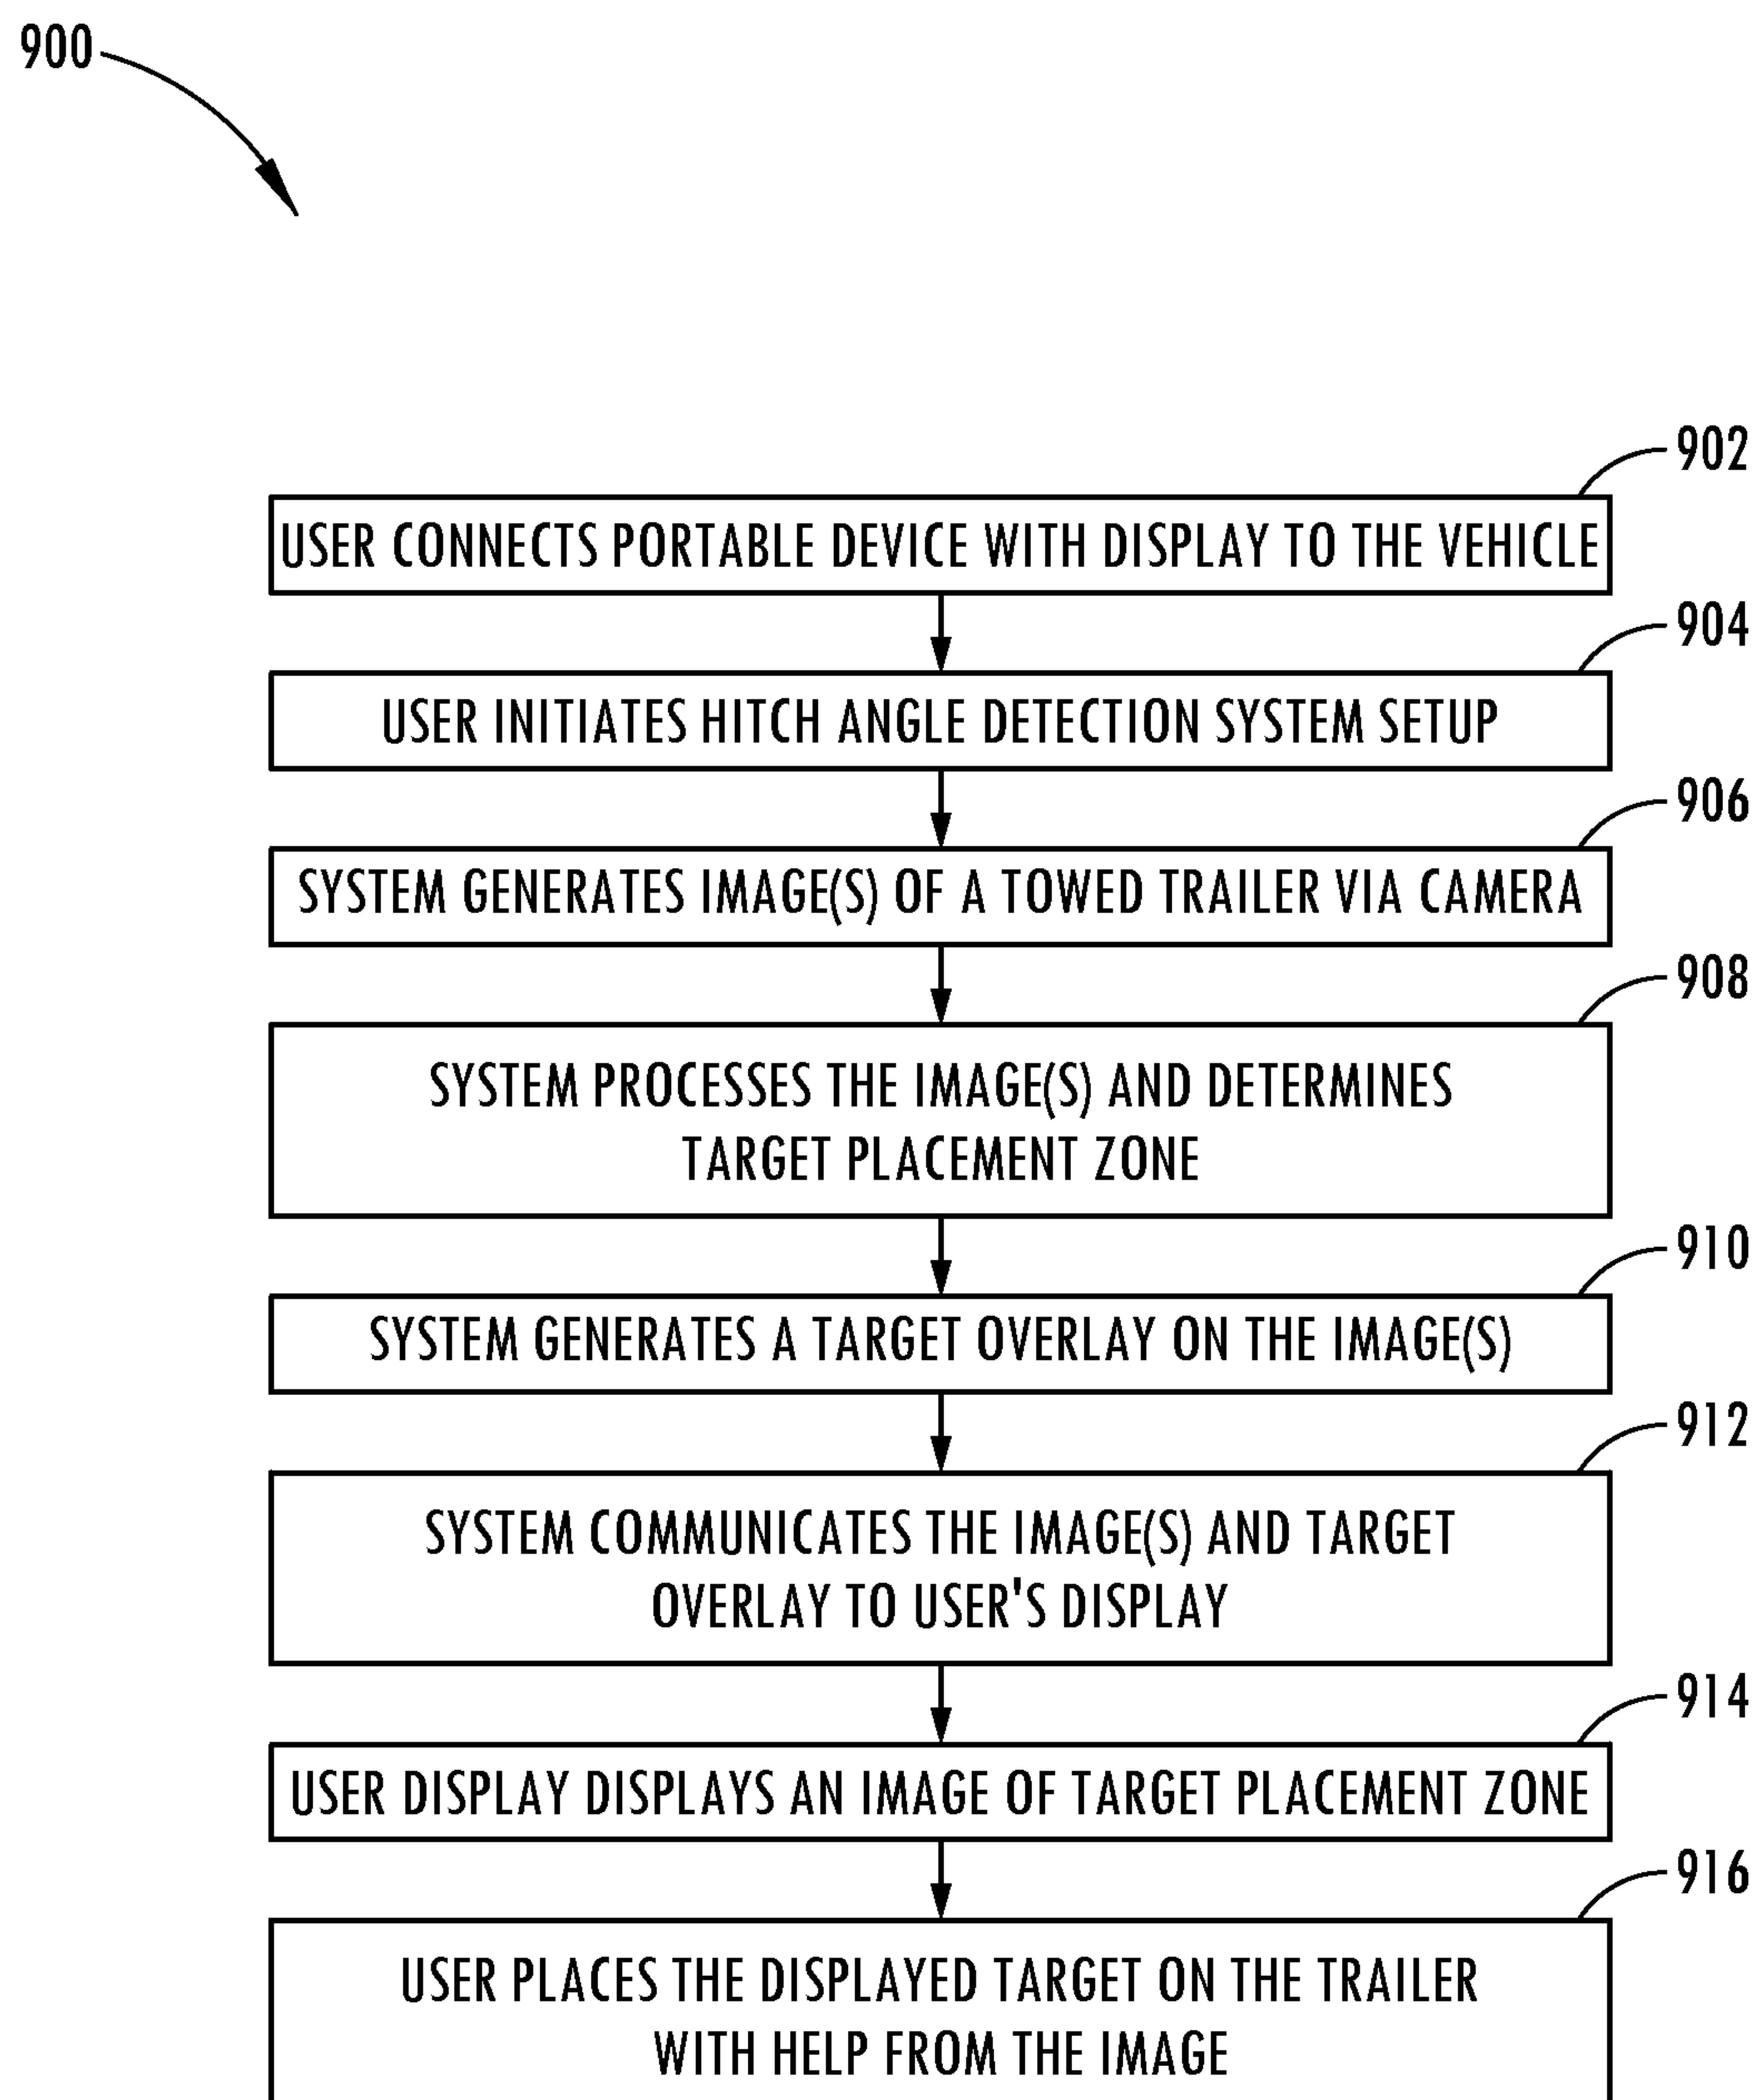 900
902
USER CONNECTS PORTABLE DEVICE WITH DISPLAY TO THE VEHICLE
904
USER INITIATES HITCH ANGLE DETECTION SYSTEM SETUP
906
SYSTEM GENERATES IMAGE(S) OF A TOWED TRAILER VIA CAMERA
908
SYSTEM PROCESSES THE IMAGE(S) AND DETERMINES
TARGET PLACEMENT ZONE
910
SYSTEM GENERATES A TARGET OVERLAY ON THE IMAGE(S)
912
SYSTEM COMMUNICATES THE IMAGE(S) AND TARGET
OVERLAY TO USER'S DISPLAY
914
USER DISPLAY DISPLAYS AN IMAGE OF TARGET PLACEMENT ZONE
916
USER PLACES THE DISPLAYED TARGET ON THE TRAILER
WITH HELP FROM THE IMAGE